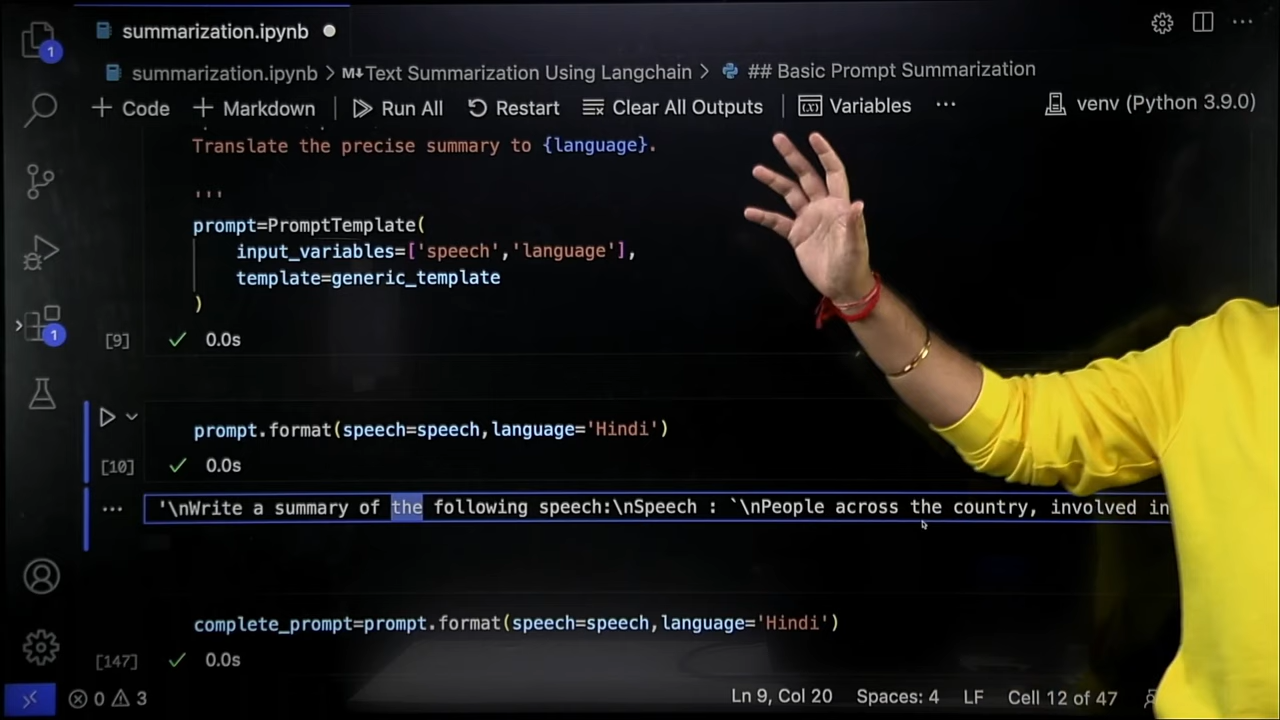 summarization.ipynb
summarization.ipynb > M↓Text Summarization Using Langchain > ## Basic Prompt Summarization
+ Code + Markdown Run All Restart Clear All Outputs Variables ... venv (Python 3.9.0)
Translate the precise summary to {language}.
'''
prompt=PromptTemplate(
input_variables=['speech','language'],
template=generic_template
)
[9] ✓ 0.0s
prompt.format(speech=speech,language='Hindi')
[10] ✓ 0.0s
... '\nWrite a summary of the following speech:\nSpeech : `\nPeople across the country, involved in
complete_prompt=prompt.format(speech=speech,language='Hindi')
[147] ✓ 0.0s
1
1
0 3 Ln 9, Col 20 Spaces: 4 LF Cell 12 of 47